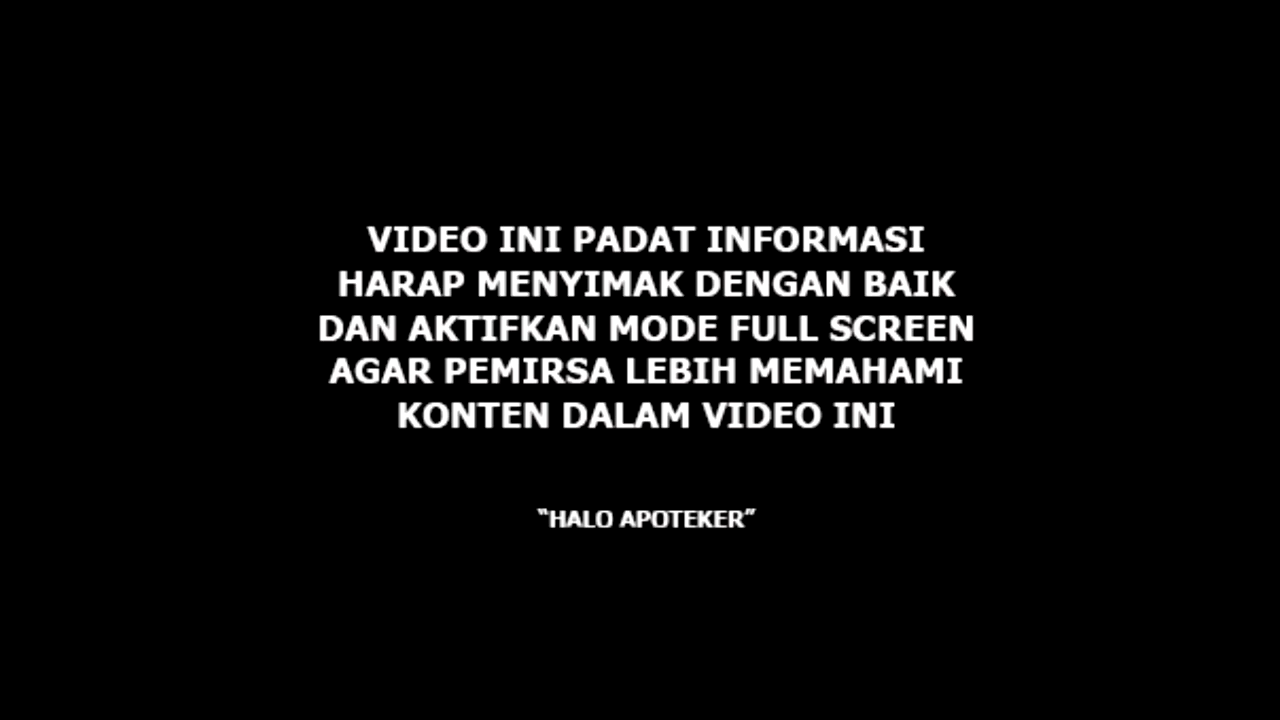 VIDEO INI PADAT INFORMASI
HARAP MENYIMAK DENGAN BAIK
DAN AKTIFKAN MODE FULL SCREEN
AGAR PEMIRSA LEBIH MEMAHAMI
KONTEN DALAM VIDEO INI
“HALO APOTEKER”